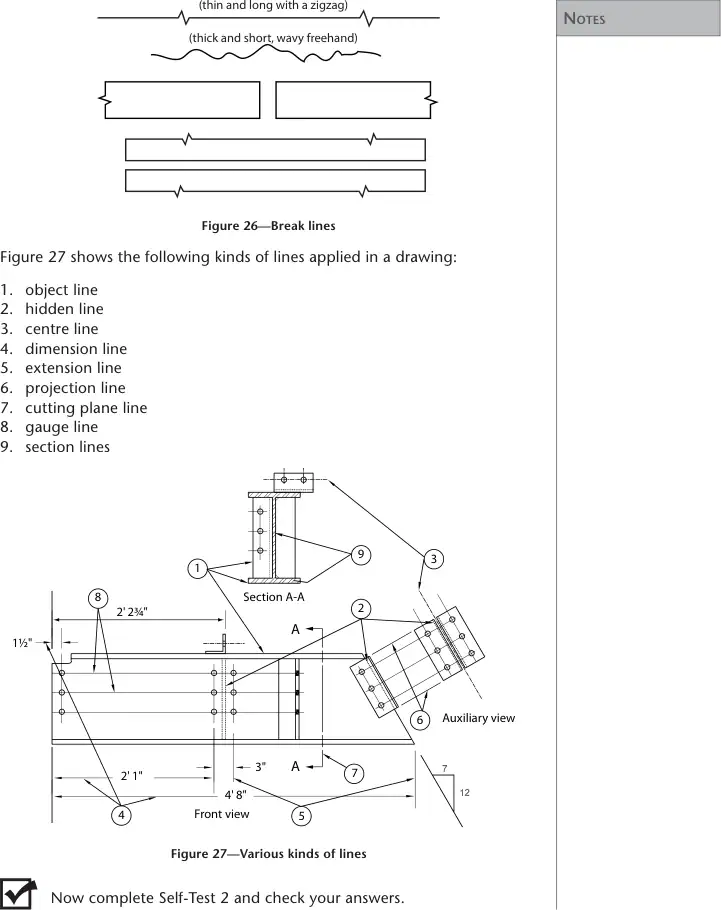 (thin and long with a zigzag)
NOTES
(thick and short, wavy freehand)
Figure 26—Break lines
Figure 27 shows the following kinds of lines applied in a drawing:
1. object line
2. hidden line
3. centre line
4. dimension line
5. extension line
6. projection line
7. cutting plane line
8. gauge line
9. section lines
9
3
1
Section A-A
8
2
2' 2¾"
A
1½"
6
Auxiliary view
3"
A
7
7
2' 1"
12
4' 8"
4
Front view
5
Figure 27—Various kinds of lines
Now complete Self-Test 2 and check your answers.